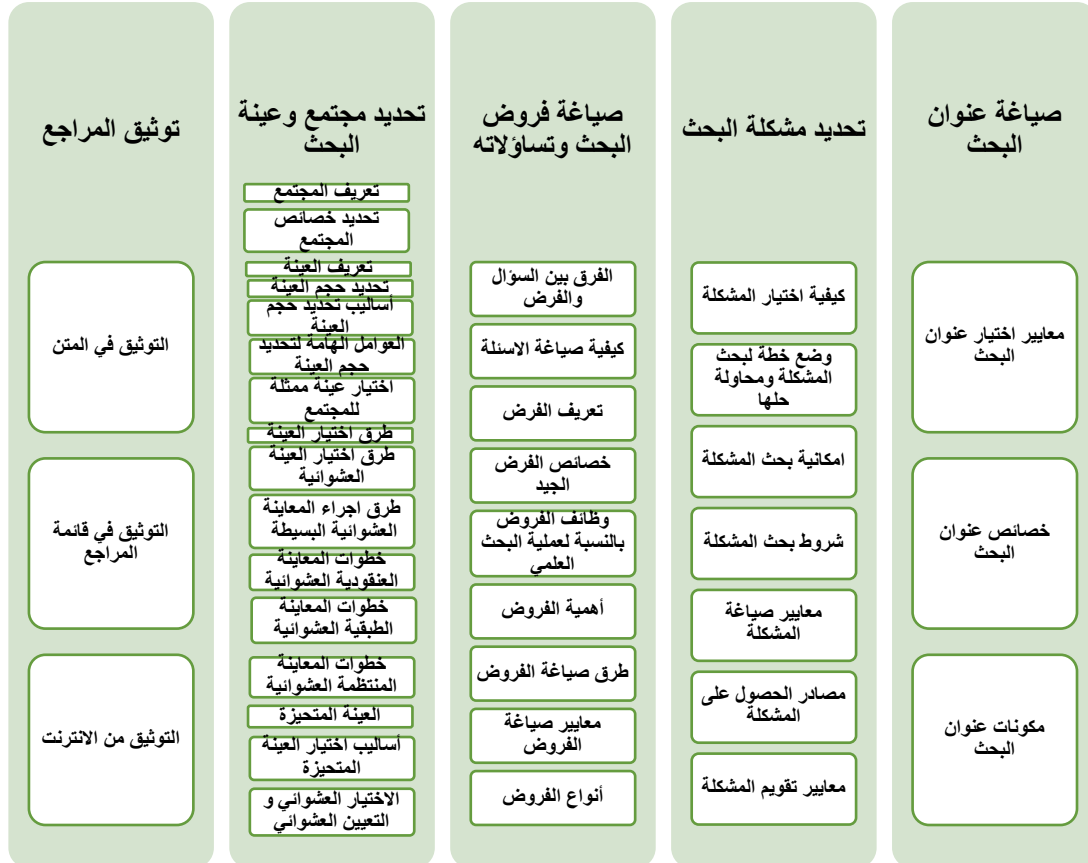 صياغة عنوان
البحث
معايير اختيار عنوان
البحث
خصائص عنوان
البحث
مكونات عنوان
البحث
تحديد مشكلة البحث
كيفية اختيار المشكلة
وضع خطة لبحث
المشكلة ومحاولة
حلها
امكانية بحث المشكلة
شروط بحث المشكلة
معايير صياغة
المشكلة
مصادر الحصول على
المشكلة
معايير تقويم المشكلة
صياغة فروض
البحث وتساؤلاته
الفرق بين السؤال
والفرض
كيفية صياغة الاسئلة
تعريف الفرض
خصائص الفرض
الجيد
وظائف الفروض
بالنسبة لعملية البحث
العلمي
أهمية الفروض
طرق صياغة الفروض
معايير صياغة
الفروض
أنواع الفروض
تحديد مجتمع وعينة
البحث
تعريف المجتمع
تحديد خصائص
المجتمع
تعريف العينة
تحديد حجم العينة
أساليب تحديد حجم
العينة
العوامل الهامة لتحديد
حجم العينة
اختيار عينة ممثلة
للمجتمع
طرق اختيار العينة
طرق اختيار العينة
العشوائية
طرق اجراء المعاينة
العشوائية البسيطة
خطوات المعاينة
العنقودية العشوائية
خطوات المعاينة
الطبقية العشوائية
خطوات المعاينة
المنتظمة العشوائية
العينة المتحيزة
أساليب اختيار العينة
المتحيزة
الاختيار العشوائي و
التعيين العشوائي
توثيق المراجع
التوثيق في المتن
التوثيق في قائمة
المراجع
التوثيق من الانترنت